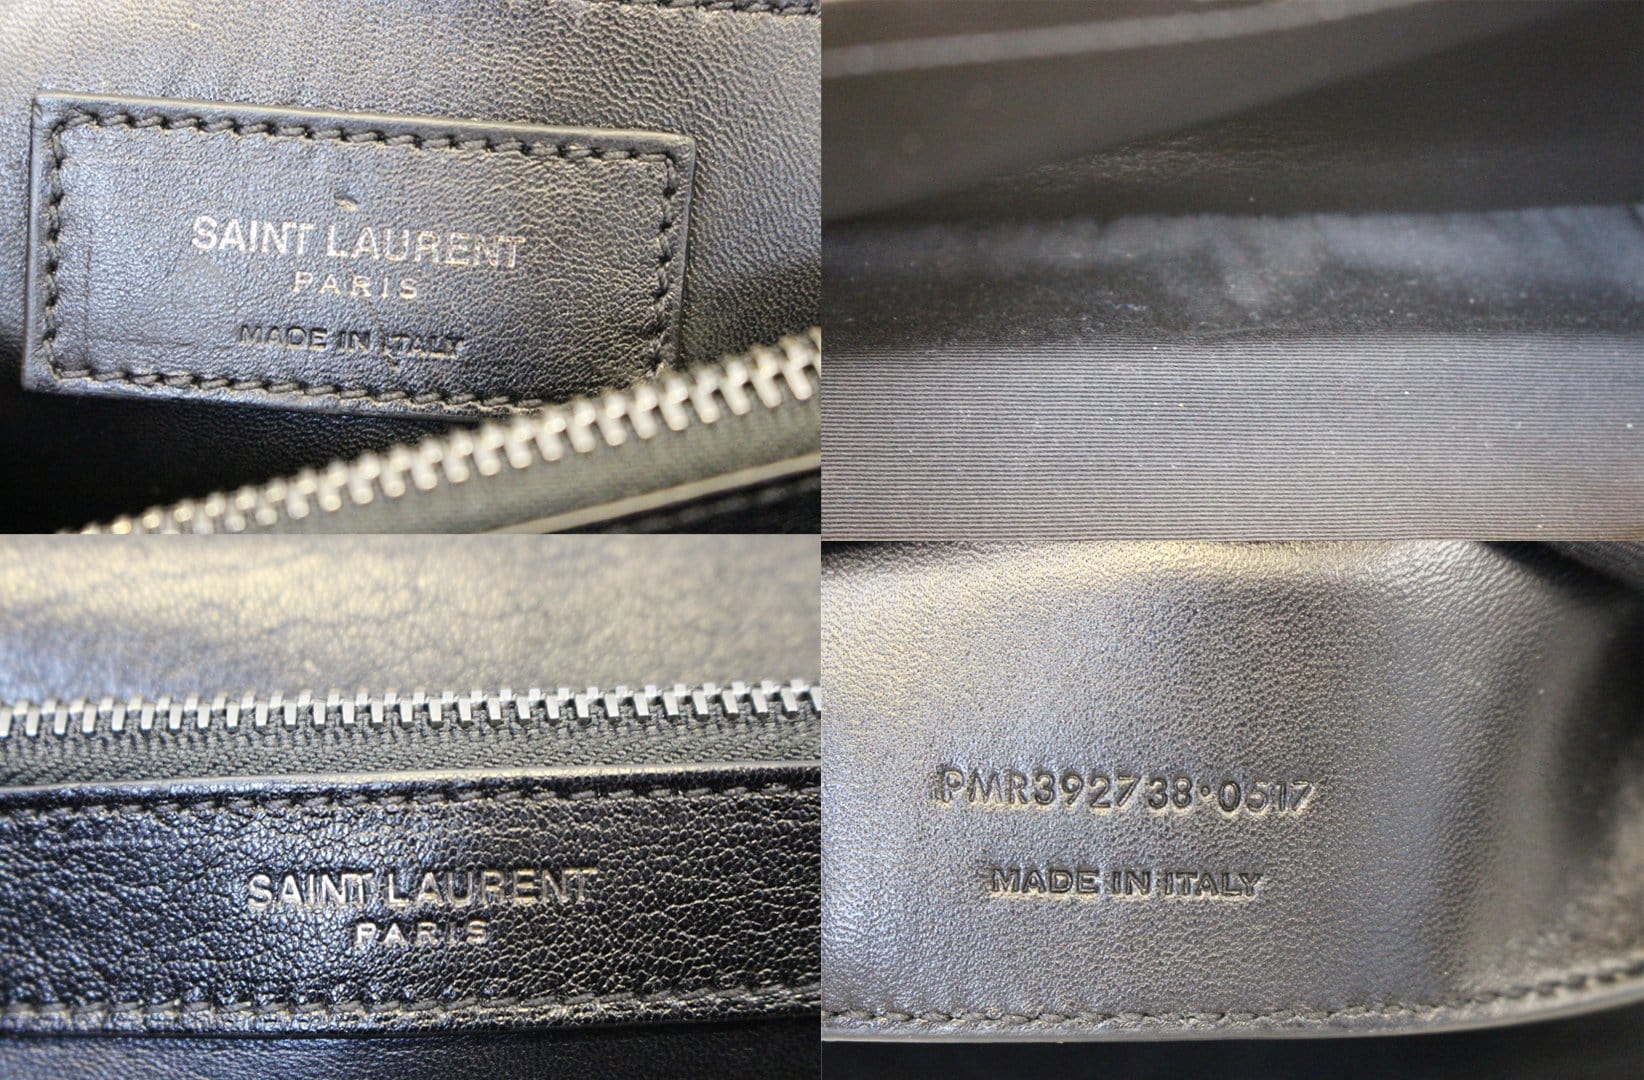 SAINT LAURENT
PARIS
MADE IN ITALY
SAINT LAURENT
PARIS
PMR392738·0517
MADE IN ITALY